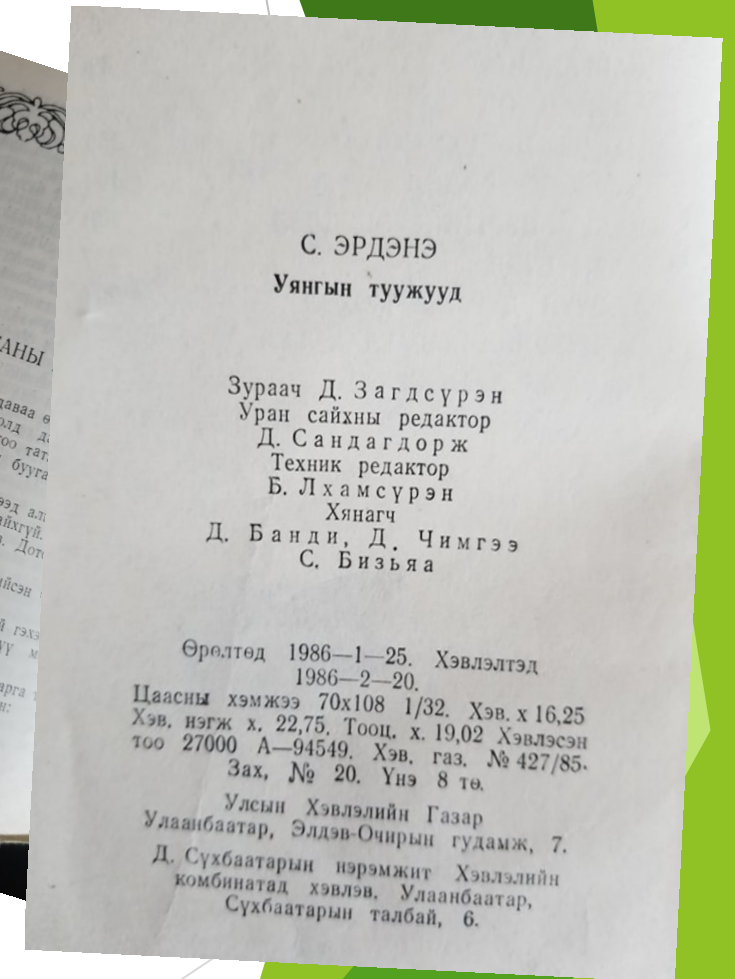 С. ЭРДЭНЭ
Уянгын туужууд
Зураач Д. Загдсүрэн
Уран сайхны редактор
Д. Сандагдорж
Техник редактор
Б. Лхамсүрэн
Хянагч
Д. Банди, Д. Чимгээ
С. Бизьяа
Өрөлтөд 1986—1—25. Хэвлэлтэд
1986—2—20.
Цаасны хэмжээ 70х108 1/32. Хэв. х 16,25
Хэв. нэгж х. 22,75. Тооц. х. 19,02 Хэвлэсэн
тоо 27000 А—94549. Хэв. газ. № 427/85.
Зах, № 20. Үнэ 8 тө.
Улсын Хэвлэлийн Газар
Улаанбаатар, Элдэв-Очирын гудамж, 7.
Д. Сүхбаатарын нэрэмжит Хэвлэлийн
комбинатад хэвлэв. Улаанбаатар,
Сүхбаатарын талбай, 6.